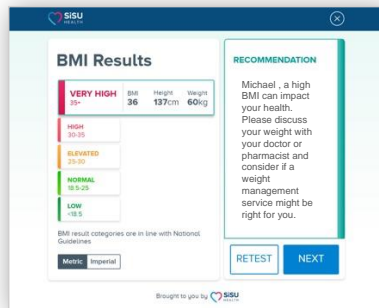 SiSU
HEALTH
BMI Results
VERY HIGH
35+
BMI
36
Height
137cm
Weight
60kg
HIGH
30-35
ELEVATED
25-30
NORMAL
18.5-25
LOW
<18.5
BMI result categories are in line with National
Guidelines
Metric Imperial
RECOMMENDATION
Michael , a high
BMI can impact
your health.
Please discuss
your weight with
your doctor or
pharmacist and
consider if a
weight
management
service might be
right for you.
RETEST
NEXT
Brought to you by SiSU
HEALTH